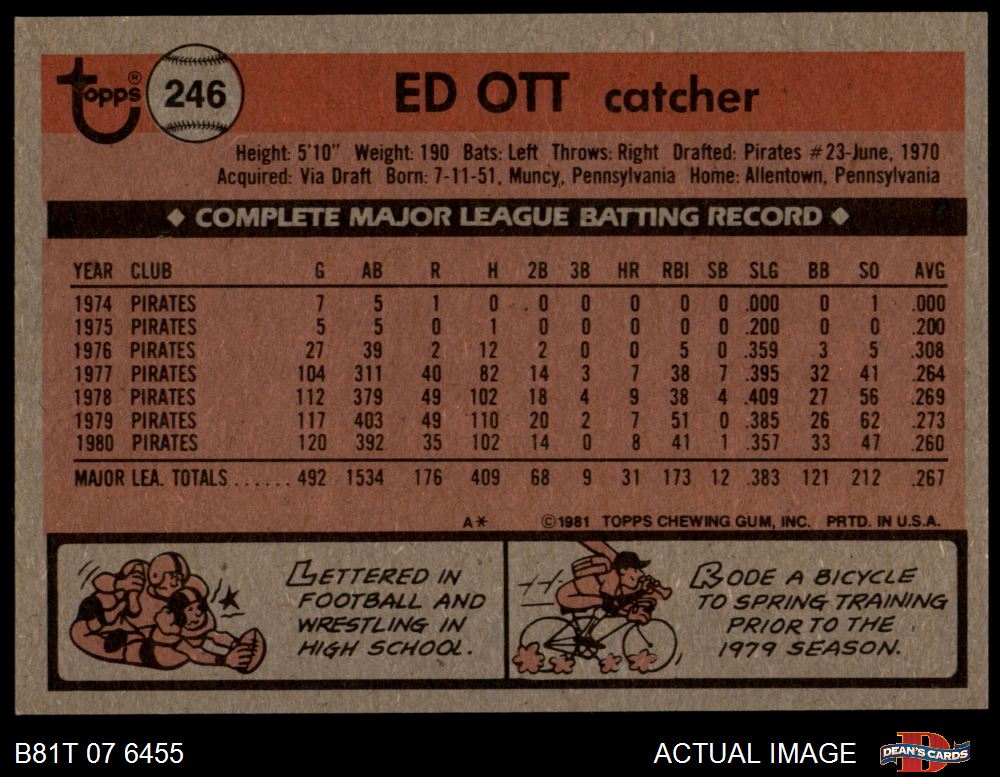 topps®
246
ED OTT catcher
Height: 5'10" Weight: 190 Bats: Left Throws: Right Drafted: Pirates #23-June, 1970
Acquired: Via Draft Born: 7-11-51, Muncy, Pennsylvania Home: Allentown, Pennsylvania
◆ COMPLETE MAJOR LEAGUE BATTING RECORD ◆
YEAR CLUB G AB R H 2B 3B HR RBI SB SLG BB SO AVG
1974 PIRATES 7 5 1 0 0 0 0 0 0 .000 0 1 .000
1975 PIRATES 5 5 0 1 0 0 0 0 0 .200 0 0 .200
1976 PIRATES 27 39 2 12 2 0 0 5 0 .359 3 5 .308
1977 PIRATES 104 311 40 82 14 3 7 38 7 .395 32 41 .264
1978 PIRATES 112 379 49 102 18 4 9 38 4 .409 27 56 .269
1979 PIRATES 117 403 49 110 20 2 7 51 0 .385 26 62 .273
1980 PIRATES 120 392 35 102 14 0 8 41 1 .357 33 47 .260
MAJOR LEA. TOTALS ...... 492 1534 176 409 68 9 31 173 12 .383 121 212 .267
A* ©1981 TOPPS CHEWING GUM, INC. PRTD. IN U.S.A.
LETTERED IN
FOOTBALL AND
WRESTLING IN
HIGH SCHOOL.
RODE A BICYCLE
TO SPRING TRAINING
PRIOR TO THE
1979 SEASON.
B81T 07 6455
ACTUAL IMAGE
DEAN'S CARDS